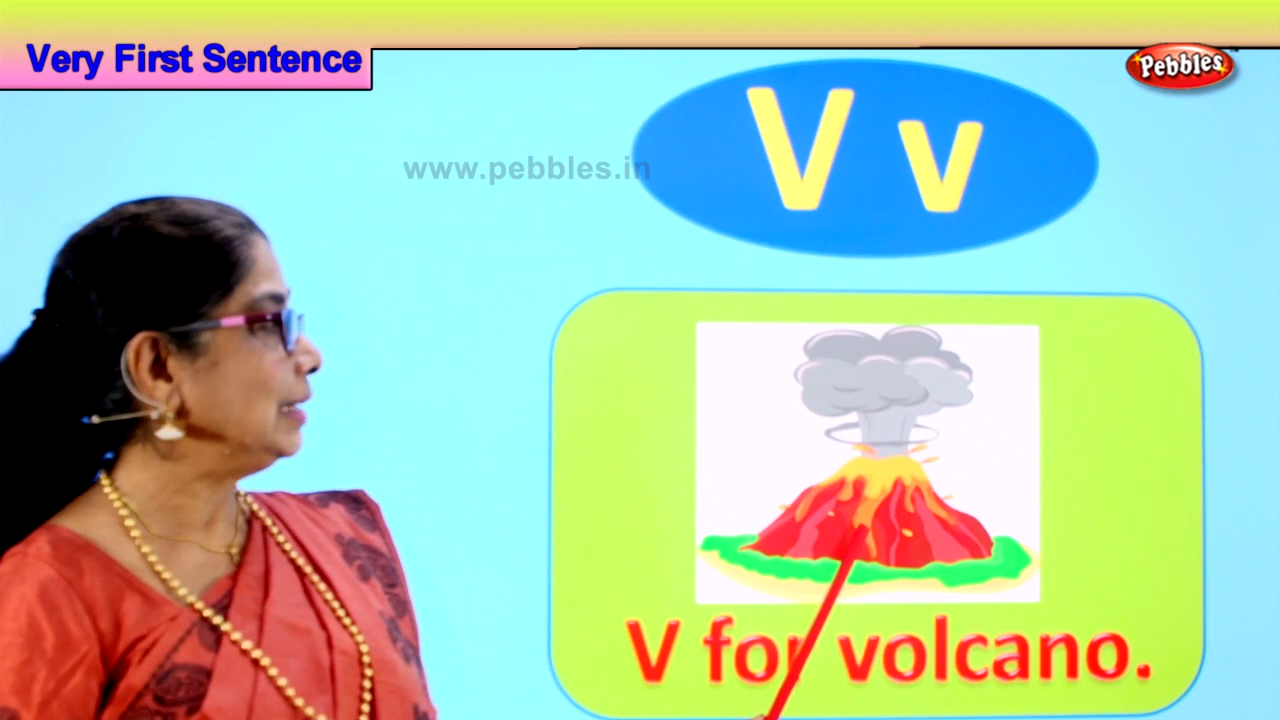 Very First Sentence
Pebbles
V v
www.pebbles.in
V for volcano.